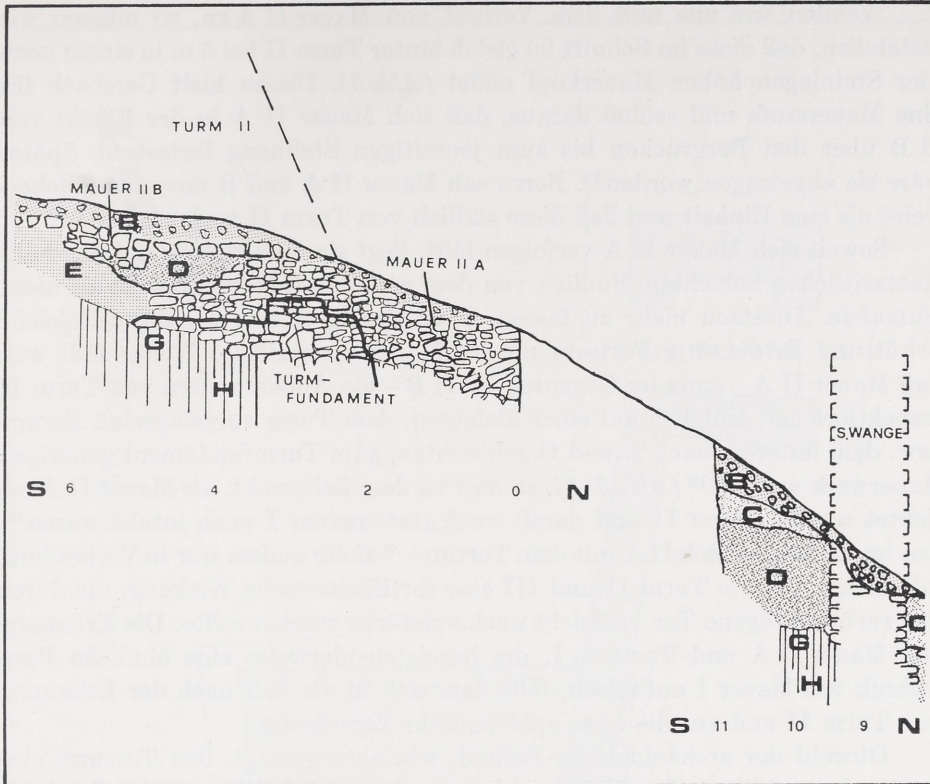 TURM II
MAUER II B
B
MAUER II A
E
D
G
H
TURM-
FUNDAMENT
S 6 4 2 0 N
S.WANGE
B
C
D
C
G
H
S 11 10 9 N